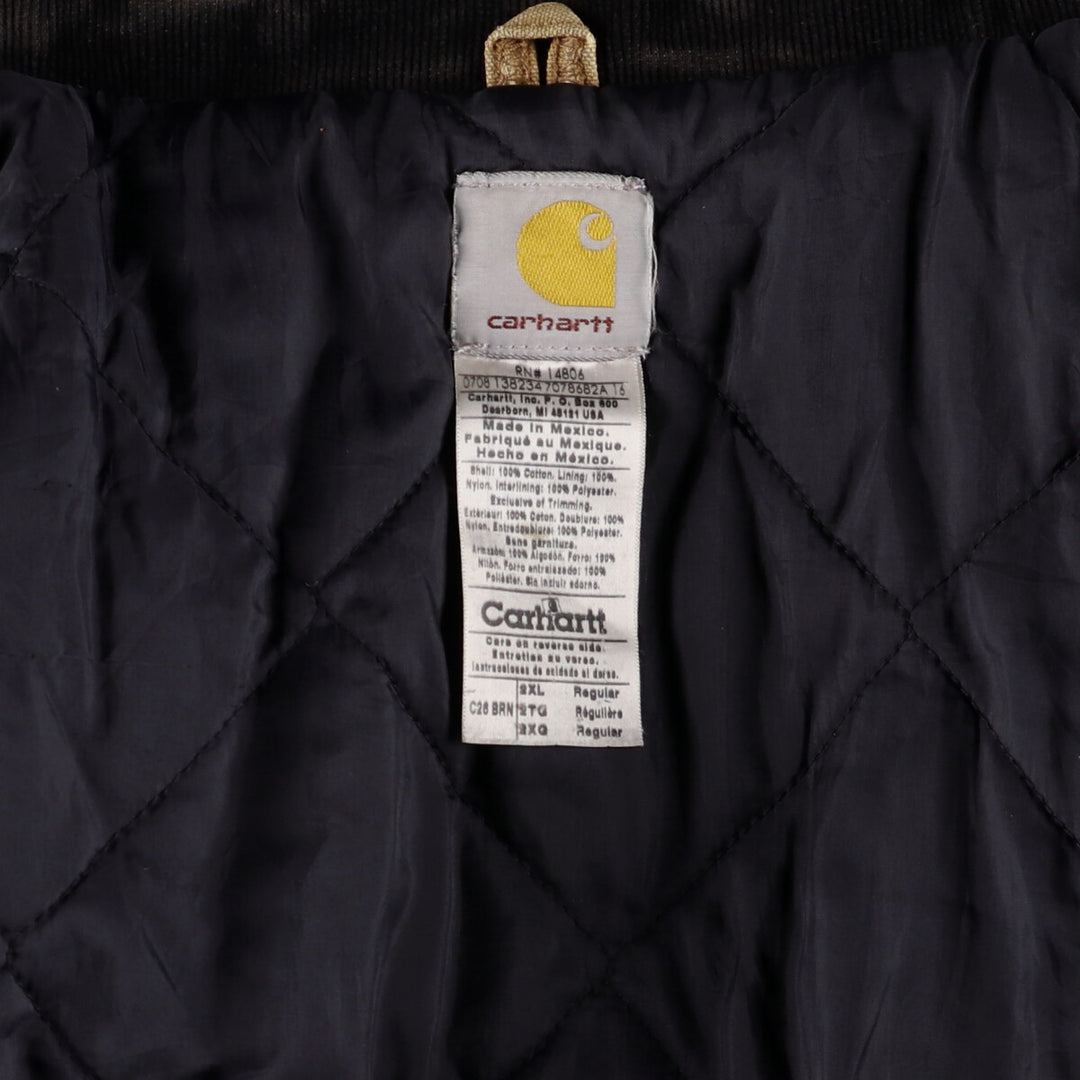 carhartt
RN# 14806
0708 138234 7078682A 16
Carhartt, Inc. P. O. Box 600
Dearborn, MI 48121 USA
Made in Mexico.
Fabriqué au Mexique.
Hecho en México.
Shell: 100% Cotton. Lining: 100%
Nylon. Interlining: 100% Polyester.
Exclusive of Trimming.
Extérieur: 100% Coton. Doublure: 100%
Nylon. Entredoublure: 100% Polyester.
Sans garniture.
Armazón: 100% Algodón. Forro: 100%
Nilón. Forro entrelazado: 100%
Poliéster. Sin incluir adorno.
Carhartt
Care on reverse side.
Entretien au verso.
Instrucciones de cuidado al dorso.
2XL Regular
C26 BRN 2TG Régulière
2XG Regular